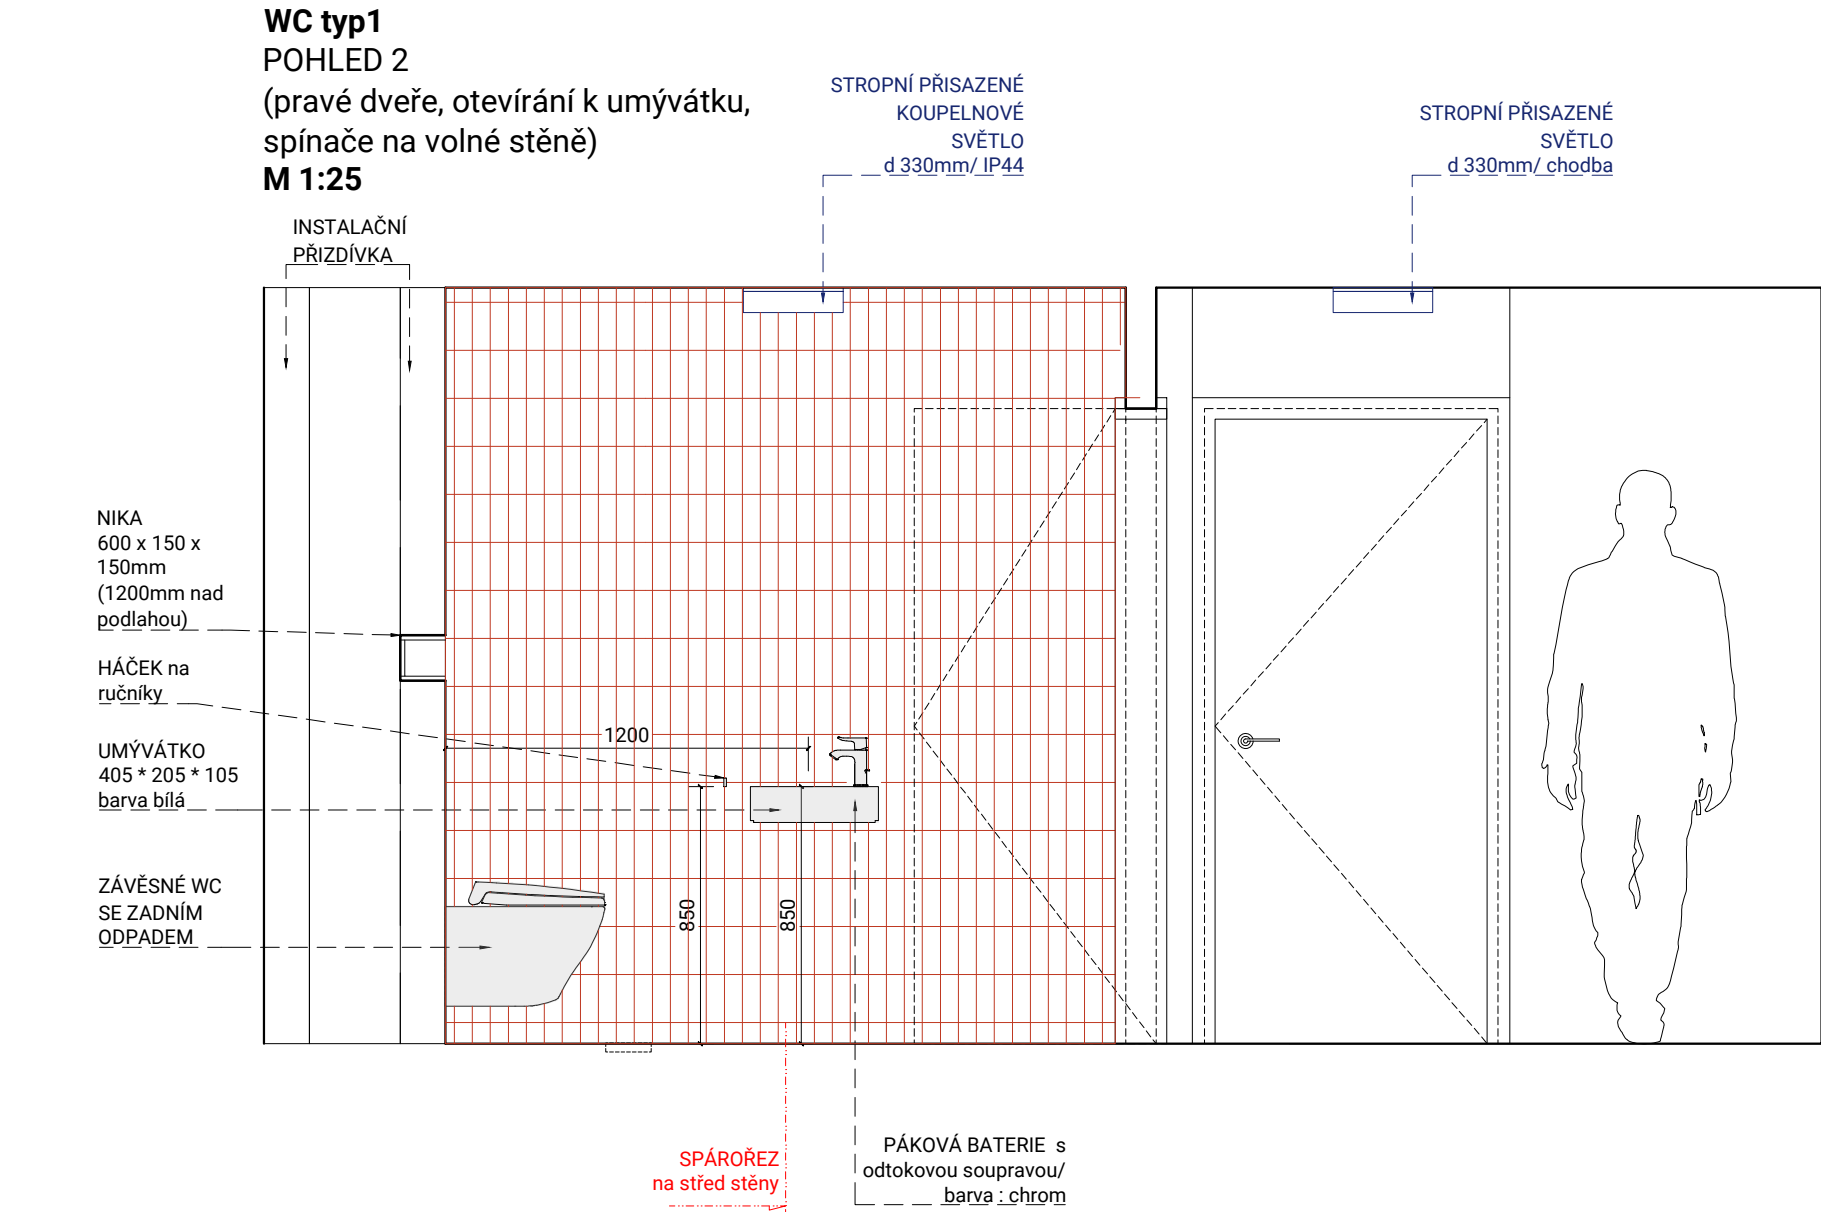 WC typ1
POHLED 2
(pravé dveře, otevírání k umývátku,
spínače na volné stěně)
M 1:25
STROPNÍ PŘISAZENÉ
KOUPELNOVÉ
SVĚTLO
d 330mm/ IP44
STROPNÍ PŘISAZENÉ
SVĚTLO
d 330mm/ chodba
INSTALAČNÍ
PŘIZDÍVKA
NIKA
600 x 150 x
150mm
(1200mm nad
podlahou)
HÁČEK na
ručníky
UMÝVÁTKO
405 * 205 * 105
barva bílá
ZÁVĚSNÉ WC
SE ZADNÍM
ODPADEM
1200
850
850
SPÁROŘEZ
na střed stěny
PÁKOVÁ BATERIE s
odtokovou soupravou/
barva : chrom